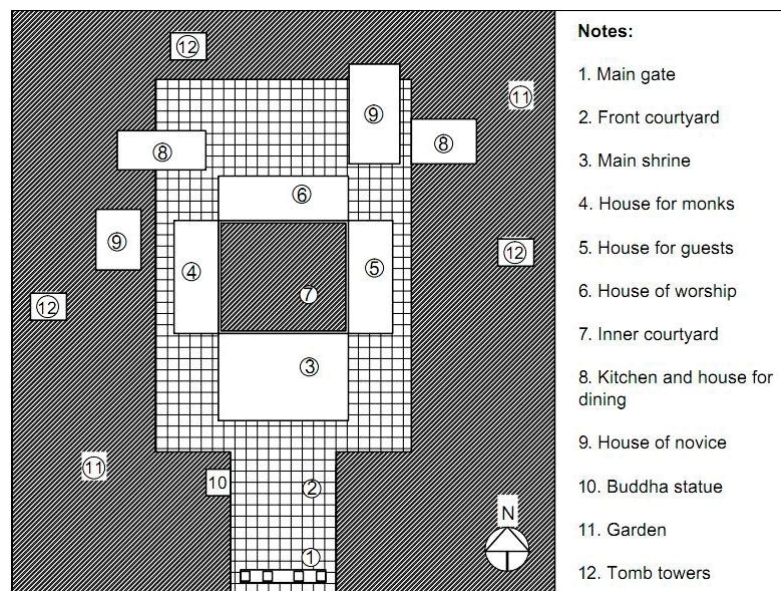 12
Notes:
11
1. Main gate
9
8
8
2. Front courtyard
6
3. Main shrine
9
4. House for monks
4
5
12
5. House for guests
7
12
6. House of worship
3
7. Inner courtyard
8. Kitchen and house for
dining
11
9. House of novice
10
2
10. Buddha statue
N
11. Garden
1
12. Tomb towers